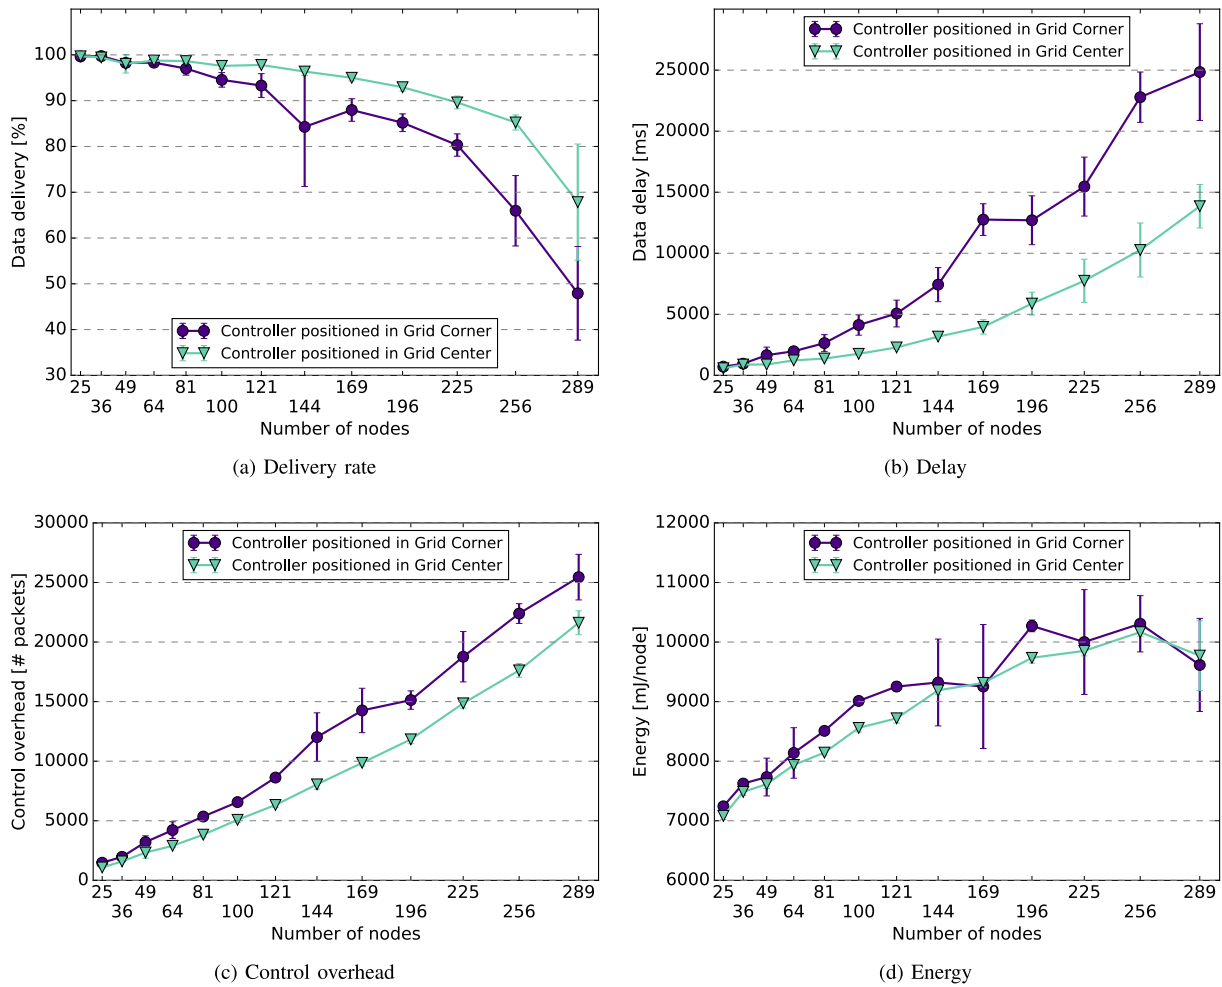 Data delivery [%]
100
90
80
70
60
50
40
30
Controller positioned in Grid Corner
Controller positioned in Grid Center
25 49 81 121 169 225 289
36 64 100 144 196 256
Number of nodes
(a) Delivery rate
Data delay [ms]
25000
20000
15000
10000
5000
0
Controller positioned in Grid Corner
Controller positioned in Grid Center
25 49 81 121 169 225 289
36 64 100 144 196 256
Number of nodes
(b) Delay
Control overhead [# packets]
30000
25000
20000
15000
10000
5000
0
Controller positioned in Grid Corner
Controller positioned in Grid Center
25 49 81 121 169 225 289
36 64 100 144 196 256
Number of nodes
(c) Control overhead
Energy [mJ/node]
12000
11000
10000
9000
8000
7000
6000
Controller positioned in Grid Corner
Controller positioned in Grid Center
25 49 81 121 169 225 289
36 64 100 144 196 256
Number of nodes
(d) Energy